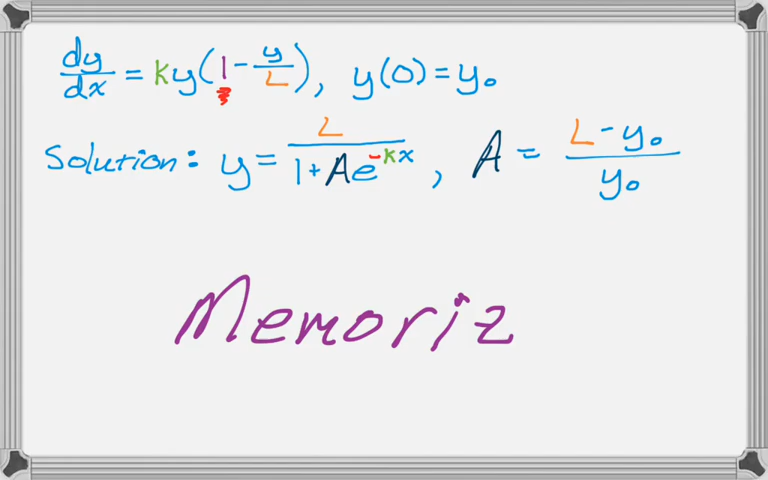 dy/dx = ky(1 - y/L), y(0) = y₀
Solution: y = L/(1 + Ae^(-kx)), A = (L - y₀)/y₀
Memoriz